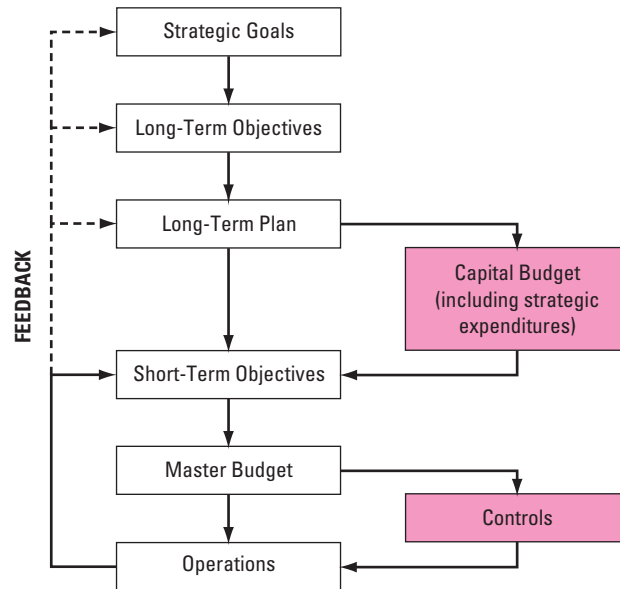 Strategic Goals
Long-Term Objectives
Long-Term Plan
Capital Budget
(including strategic
expenditures)
FEEDBACK
Short-Term Objectives
Master Budget
Controls
Operations